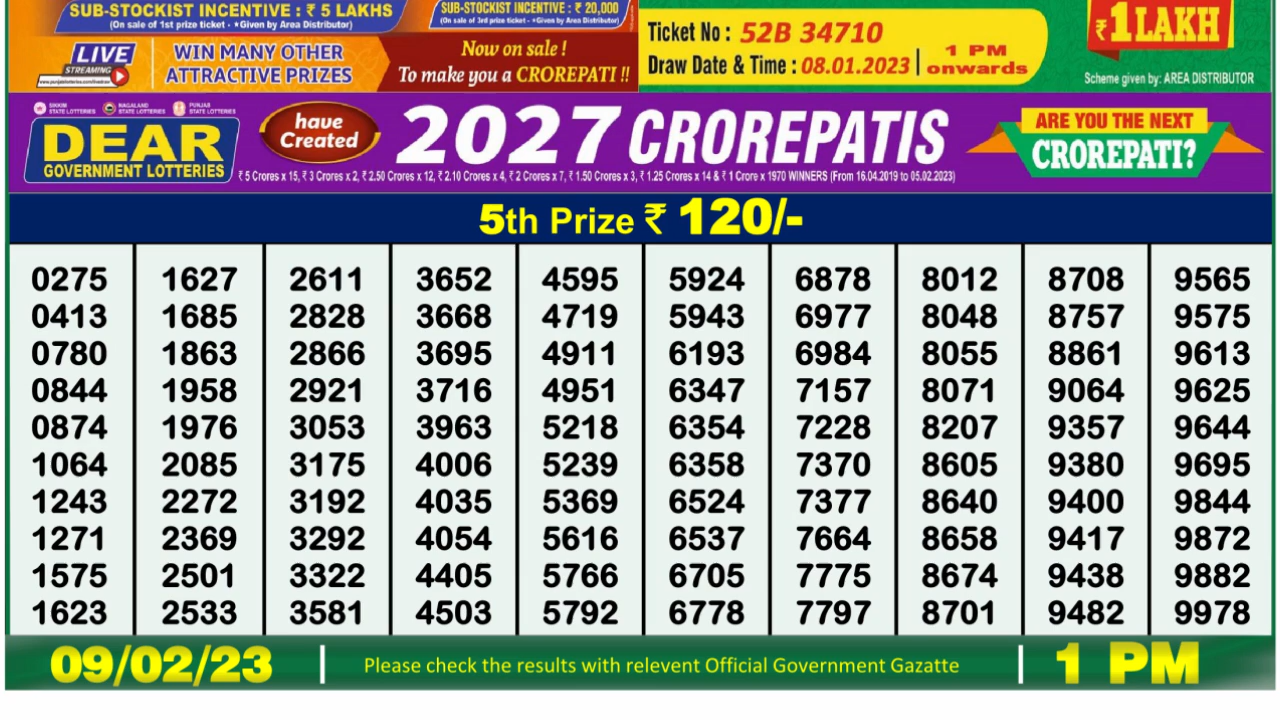 SUB-STOCKIST INCENTIVE : ₹ 5 LAKHS
(On sale of 1st prize ticket - *Given by Area Distributor)
SUB-STOCKIST INCENTIVE : ₹ 20,000
(On sale of 3rd prize ticket - *Given by Area Distributor)
LIVE
STREAMING
WIN MANY OTHER
ATTRACTIVE PRIZES
Now on sale !
To make you a CROREPATI !!
Ticket No : 52B 34710
Draw Date & Time : 08.01.2023 | 1 PM
onwards
₹1LAKH
Scheme given by: AREA DISTRIBUTOR
SIKKIM
STATE LOTTERIES
NAGALAND
STATE LOTTERIES
PUNJAB
STATE LOTTERIES
DEAR
GOVERNMENT LOTTERIES
have
Created
2027 CROREPATIS
₹ 5 Crores x 15, ₹ 3 Crores x 2, ₹ 2.50 Crores x 12, ₹ 2.10 Crores x 4, ₹ 2 Crores x 7, ₹ 1.50 Crores x 3, ₹ 1.25 Crores x 14 & ₹ 1 Crore x 1970 WINNERS (From 16.04.2019 to 05.02.2023)
ARE YOU THE NEXT
CROREPATI?
5th Prize ₹ 120/-
0275 1627 2611 3652 4595 5924 6878 8012 8708 9565
0413 1685 2828 3668 4719 5943 6977 8048 8757 9575
0780 1863 2866 3695 4911 6193 6984 8055 8861 9613
0844 1958 2921 3716 4951 6347 7157 8071 9064 9625
0874 1976 3053 3963 5218 6354 7228 8207 9357 9644
1064 2085 3175 4006 5239 6358 7370 8605 9380 9695
1243 2272 3192 4035 5369 6524 7377 8640 9400 9844
1271 2369 3292 4054 5616 6537 7664 8658 9417 9872
1575 2501 3322 4405 5766 6705 7775 8674 9438 9882
1623 2533 3581 4503 5792 6778 7797 8701 9482 9978
09/02/23 | Please check the results with relevent Official Government Gazatte | 1 PM